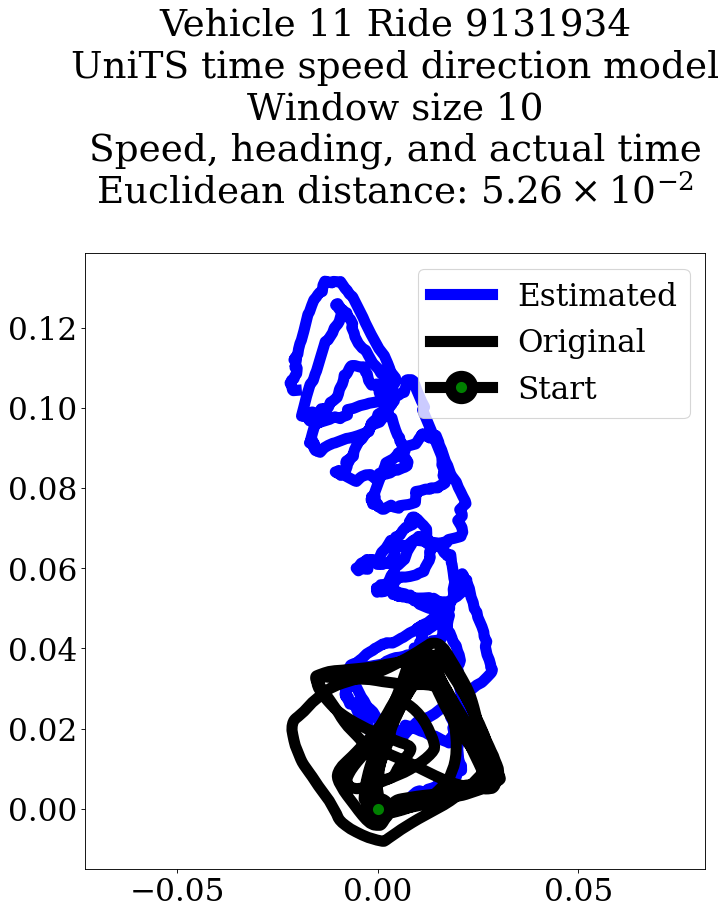 Vehicle 11 Ride 9131934
UniTS time speed direction model
Window size 10
Speed, heading, and actual time
Euclidean distance: 5.26 × 10⁻²
Estimated
Original
Start
0.12
0.10
0.08
0.06
0.04
0.02
0.00
−0.05
0.00
0.05